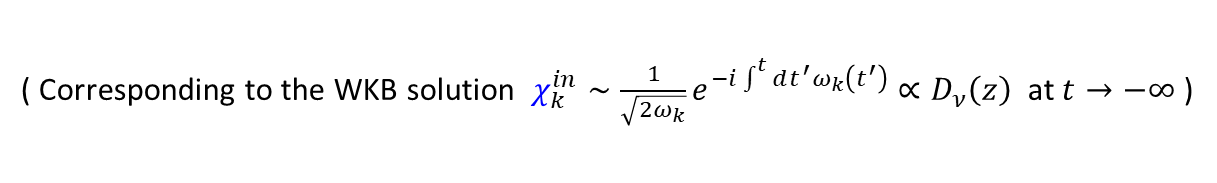 ( Corresponding to the WKB solution χ_k^{in} ∼ \frac{1}{\sqrt{2ω_k}} e^{-i ∫^t dt′ω_k(t′)} ∝ D_ν(z) at t → −∞ )